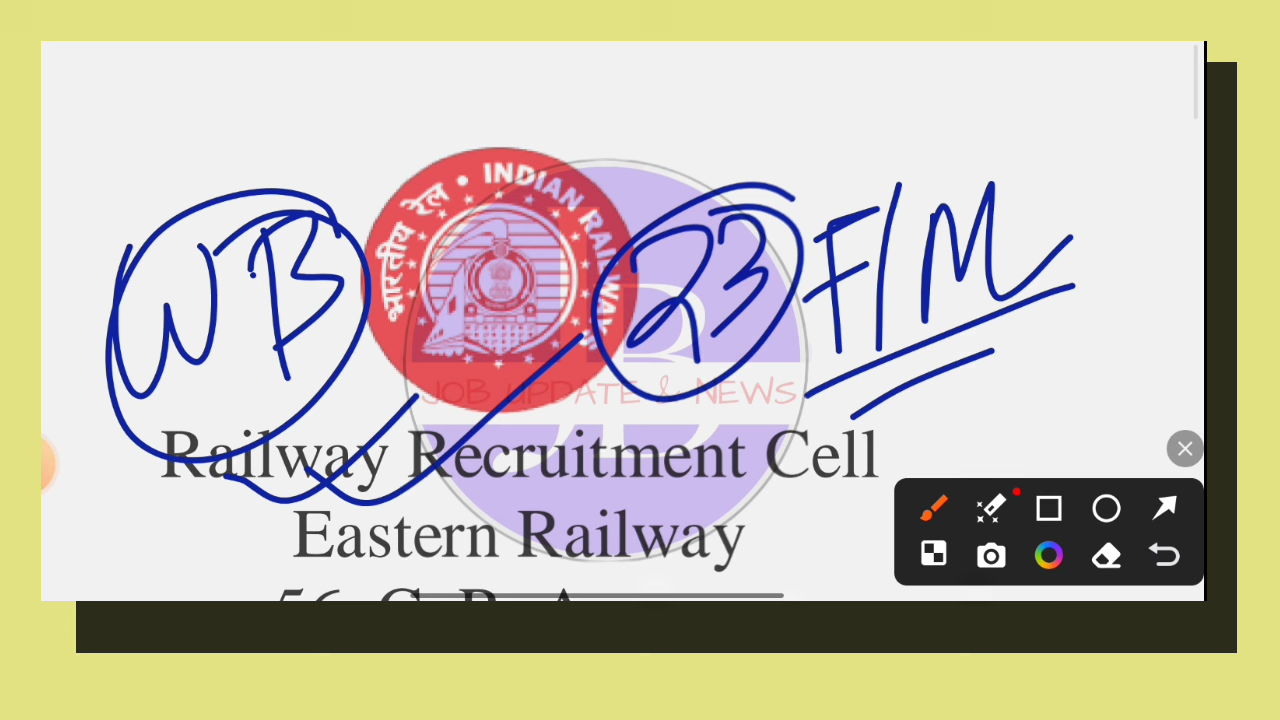 भारतीय रेल • INDIAN RAILWAYS
WB 23 F/M
JOB UPDATE & NEWS
Railway Recruitment Cell
Eastern Railway